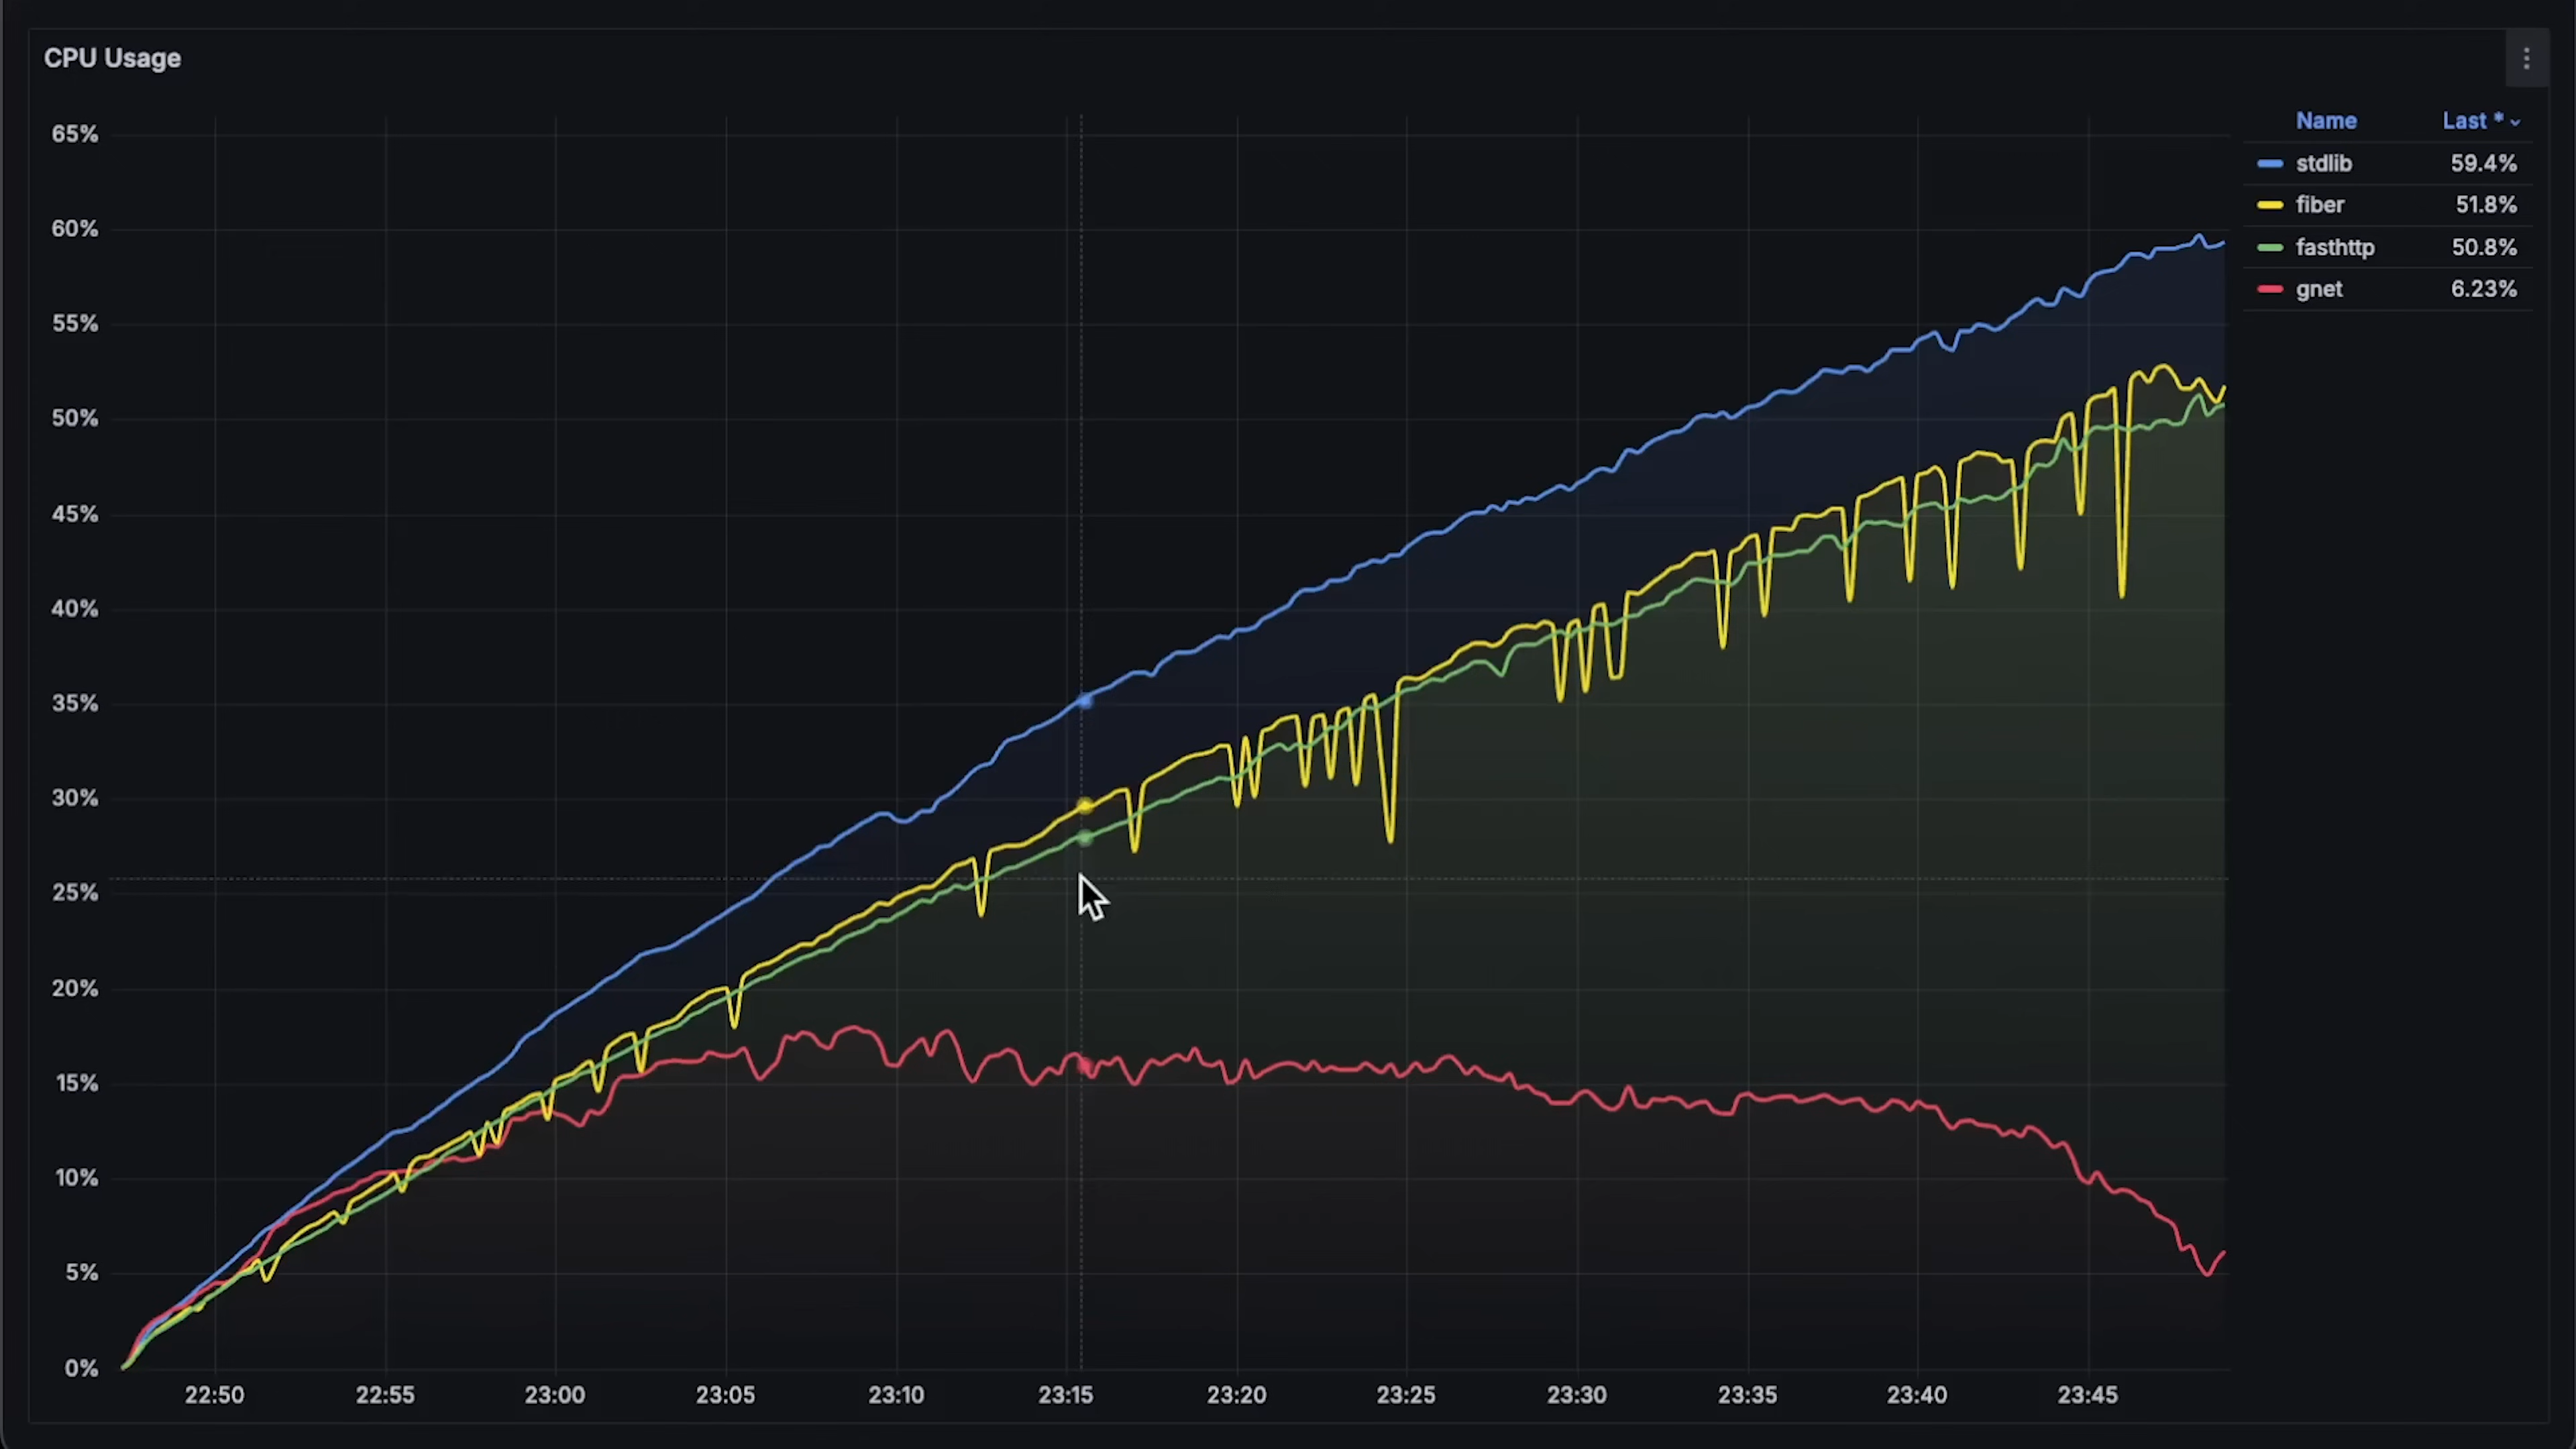 CPU Usage
Name Last *
stdlib 59.4%
fiber 51.8%
fasthttp 50.8%
gnet 6.23%
65%
60%
55%
50%
45%
40%
35%
30%
25%
20%
15%
10%
5%
0%
22:50 22:55 23:00 23:05 23:10 23:15 23:20 23:25 23:30 23:35 23:40 23:45